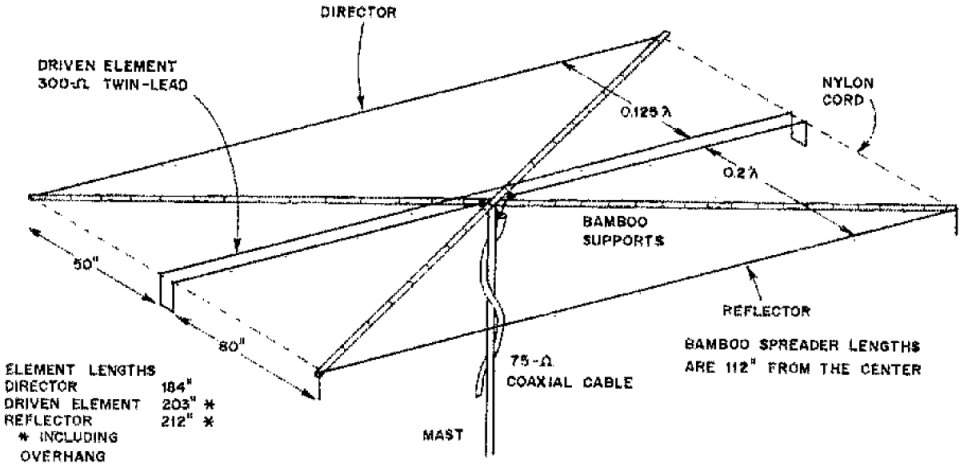 DIRECTOR
DRIVEN ELEMENT
300-Ω TWIN-LEAD
NYLON
CORD
0.125λ
0.2λ
BAMBOO
SUPPORTS
50"
80"
REFLECTOR
BAMBOO SPREADER LENGTHS
ARE 112" FROM THE CENTER
75-Ω
COAXIAL CABLE
MAST
ELEMENT LENGTHS
DIRECTOR 184"
DRIVEN ELEMENT 203" *
REFLECTOR 212" *
* INCLUDING
OVERHANG